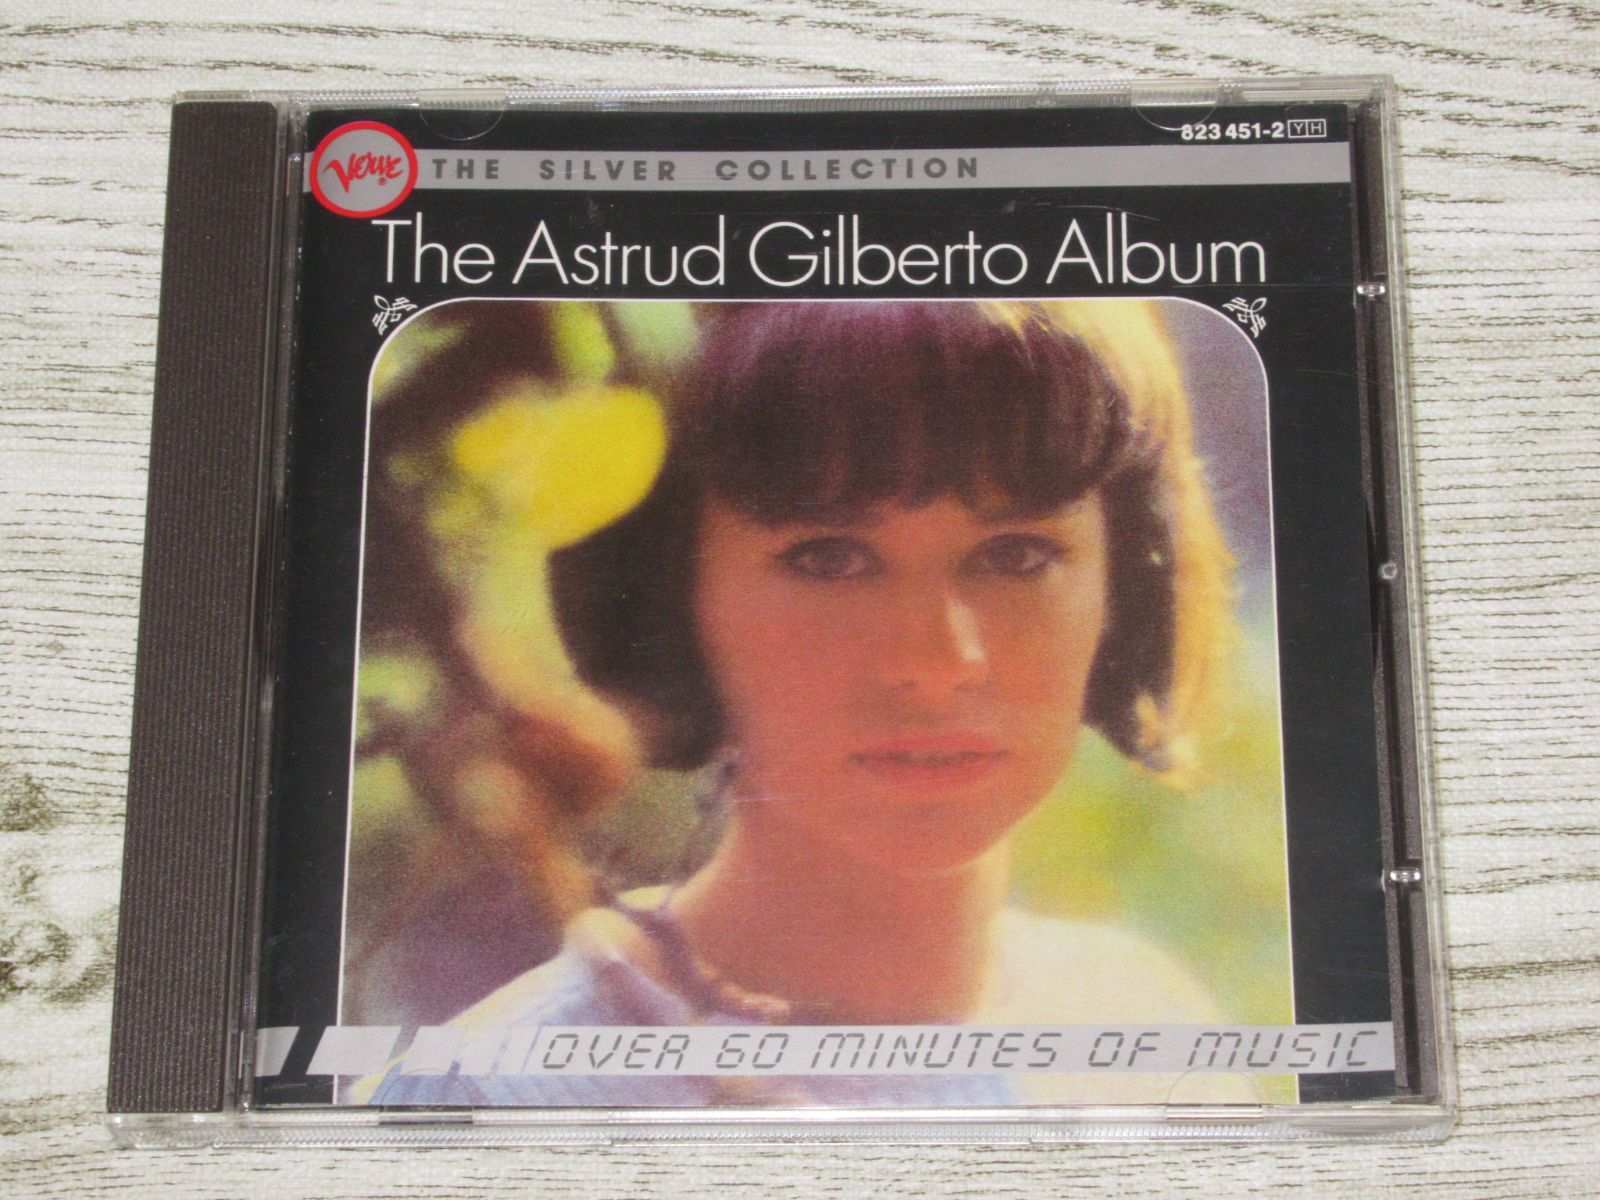 823 451-2 YH
Verve® THE SILVER COLLECTION
The Astrud Gilberto Album
OVER 60 MINUTES OF MUSIC